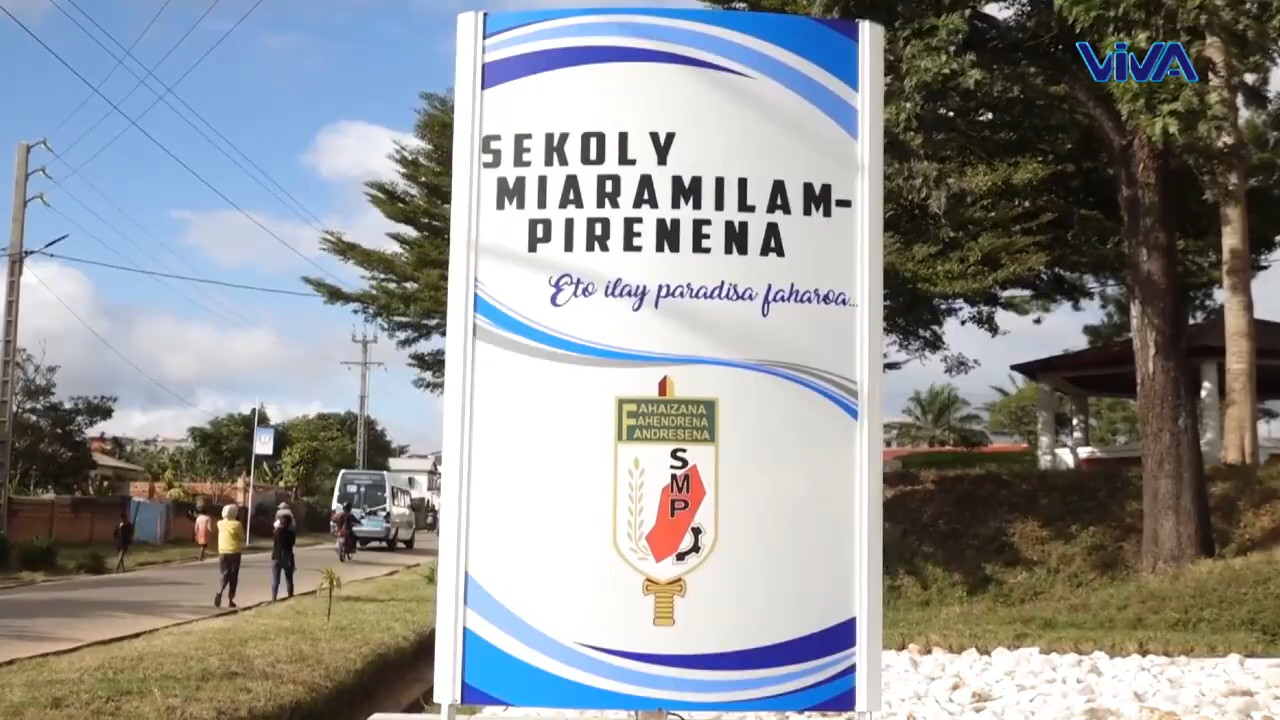 ViVA
SEKOLY
MIARAMILAM-
PIRENENA
Eto ilay paradisa faharoa...
FAHAIZANA
FAHENDRENA
FANDRESENA
SMP